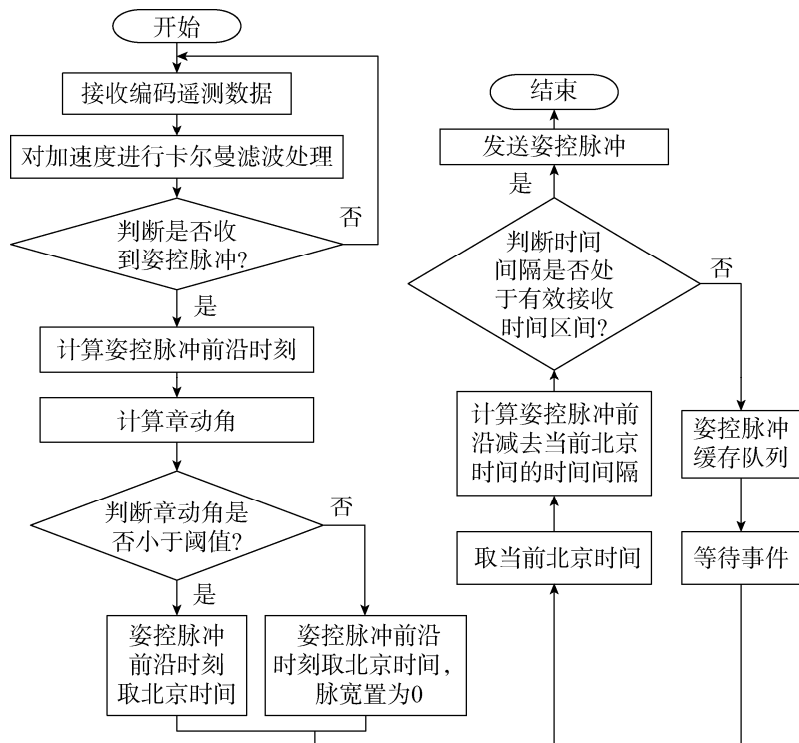 开始
接收编码遥测数据
对加速度进行卡尔曼滤波处理
判断是否收
到姿控脉冲?
否
是
计算姿控脉冲前沿时刻
计算章动角
判断章动角是
否小于阈值?
否
是
姿控脉冲
前沿时刻
取北京时间
姿控脉冲前沿
时刻取北京时间，
脉宽置为0
取当前北京时间
计算姿控脉冲前
沿减去当前北京
时间的时间间隔
判断时间
间隔是否处
于有效接收
时间区间?
否
是
姿控脉冲
缓存队列
等待事件
发送姿控脉冲
结束